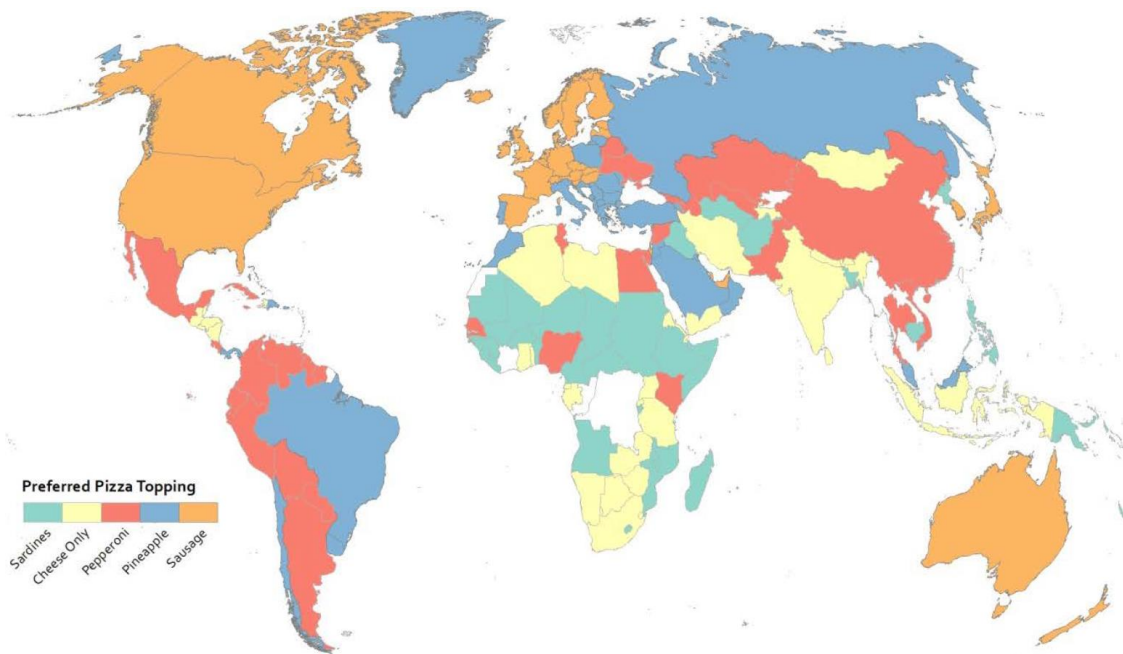 Preferred Pizza Topping
Sardines
Cheese Only
Pepperoni
Pineapple
Sausage